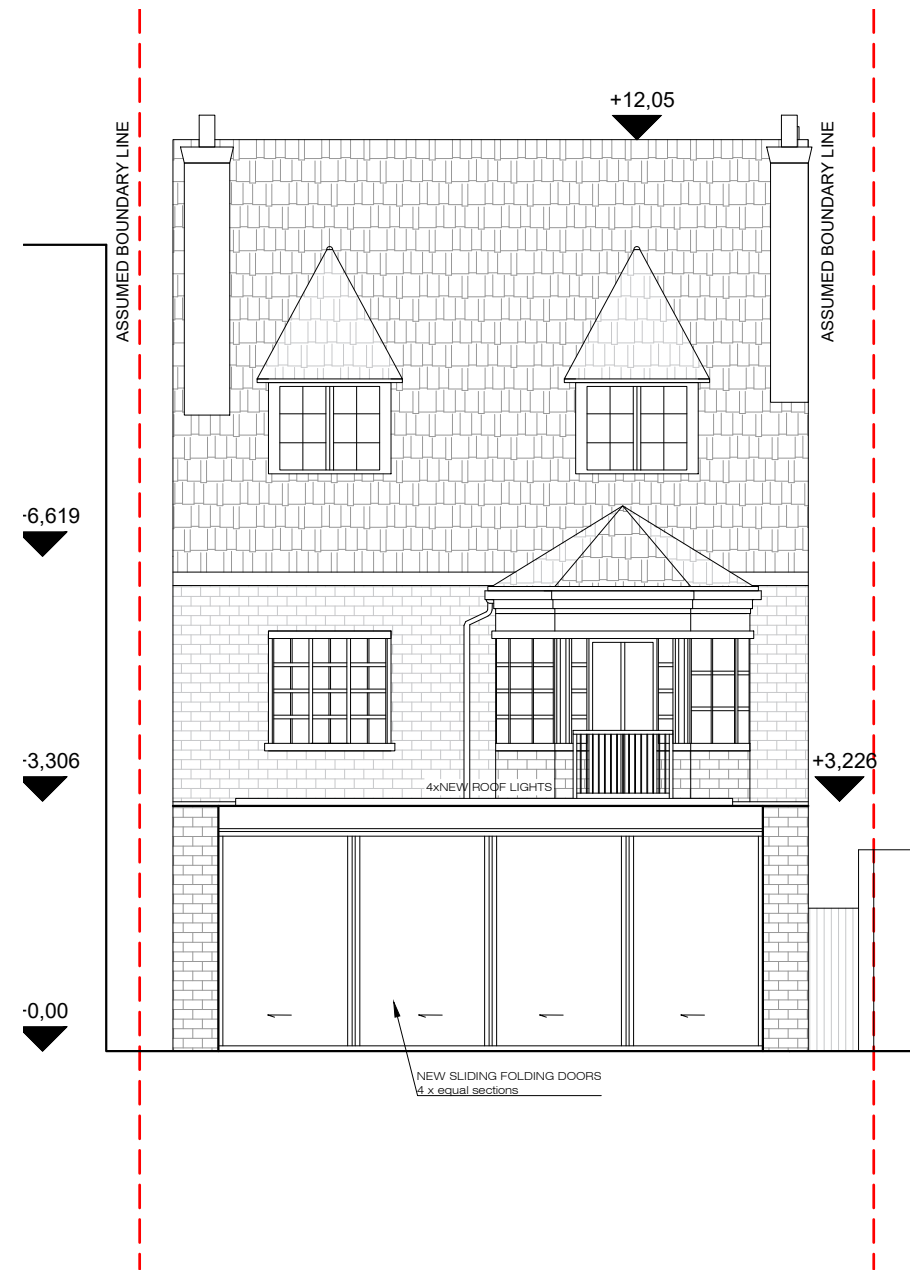 +12,05
ASSUMED BOUNDARY LINE
ASSUMED BOUNDARY LINE
-6,619
-3,306
+3,226
4xNEW ROOF LIGHTS
-0,00
NEW SLIDING FOLDING DOORS
4 x equal sections